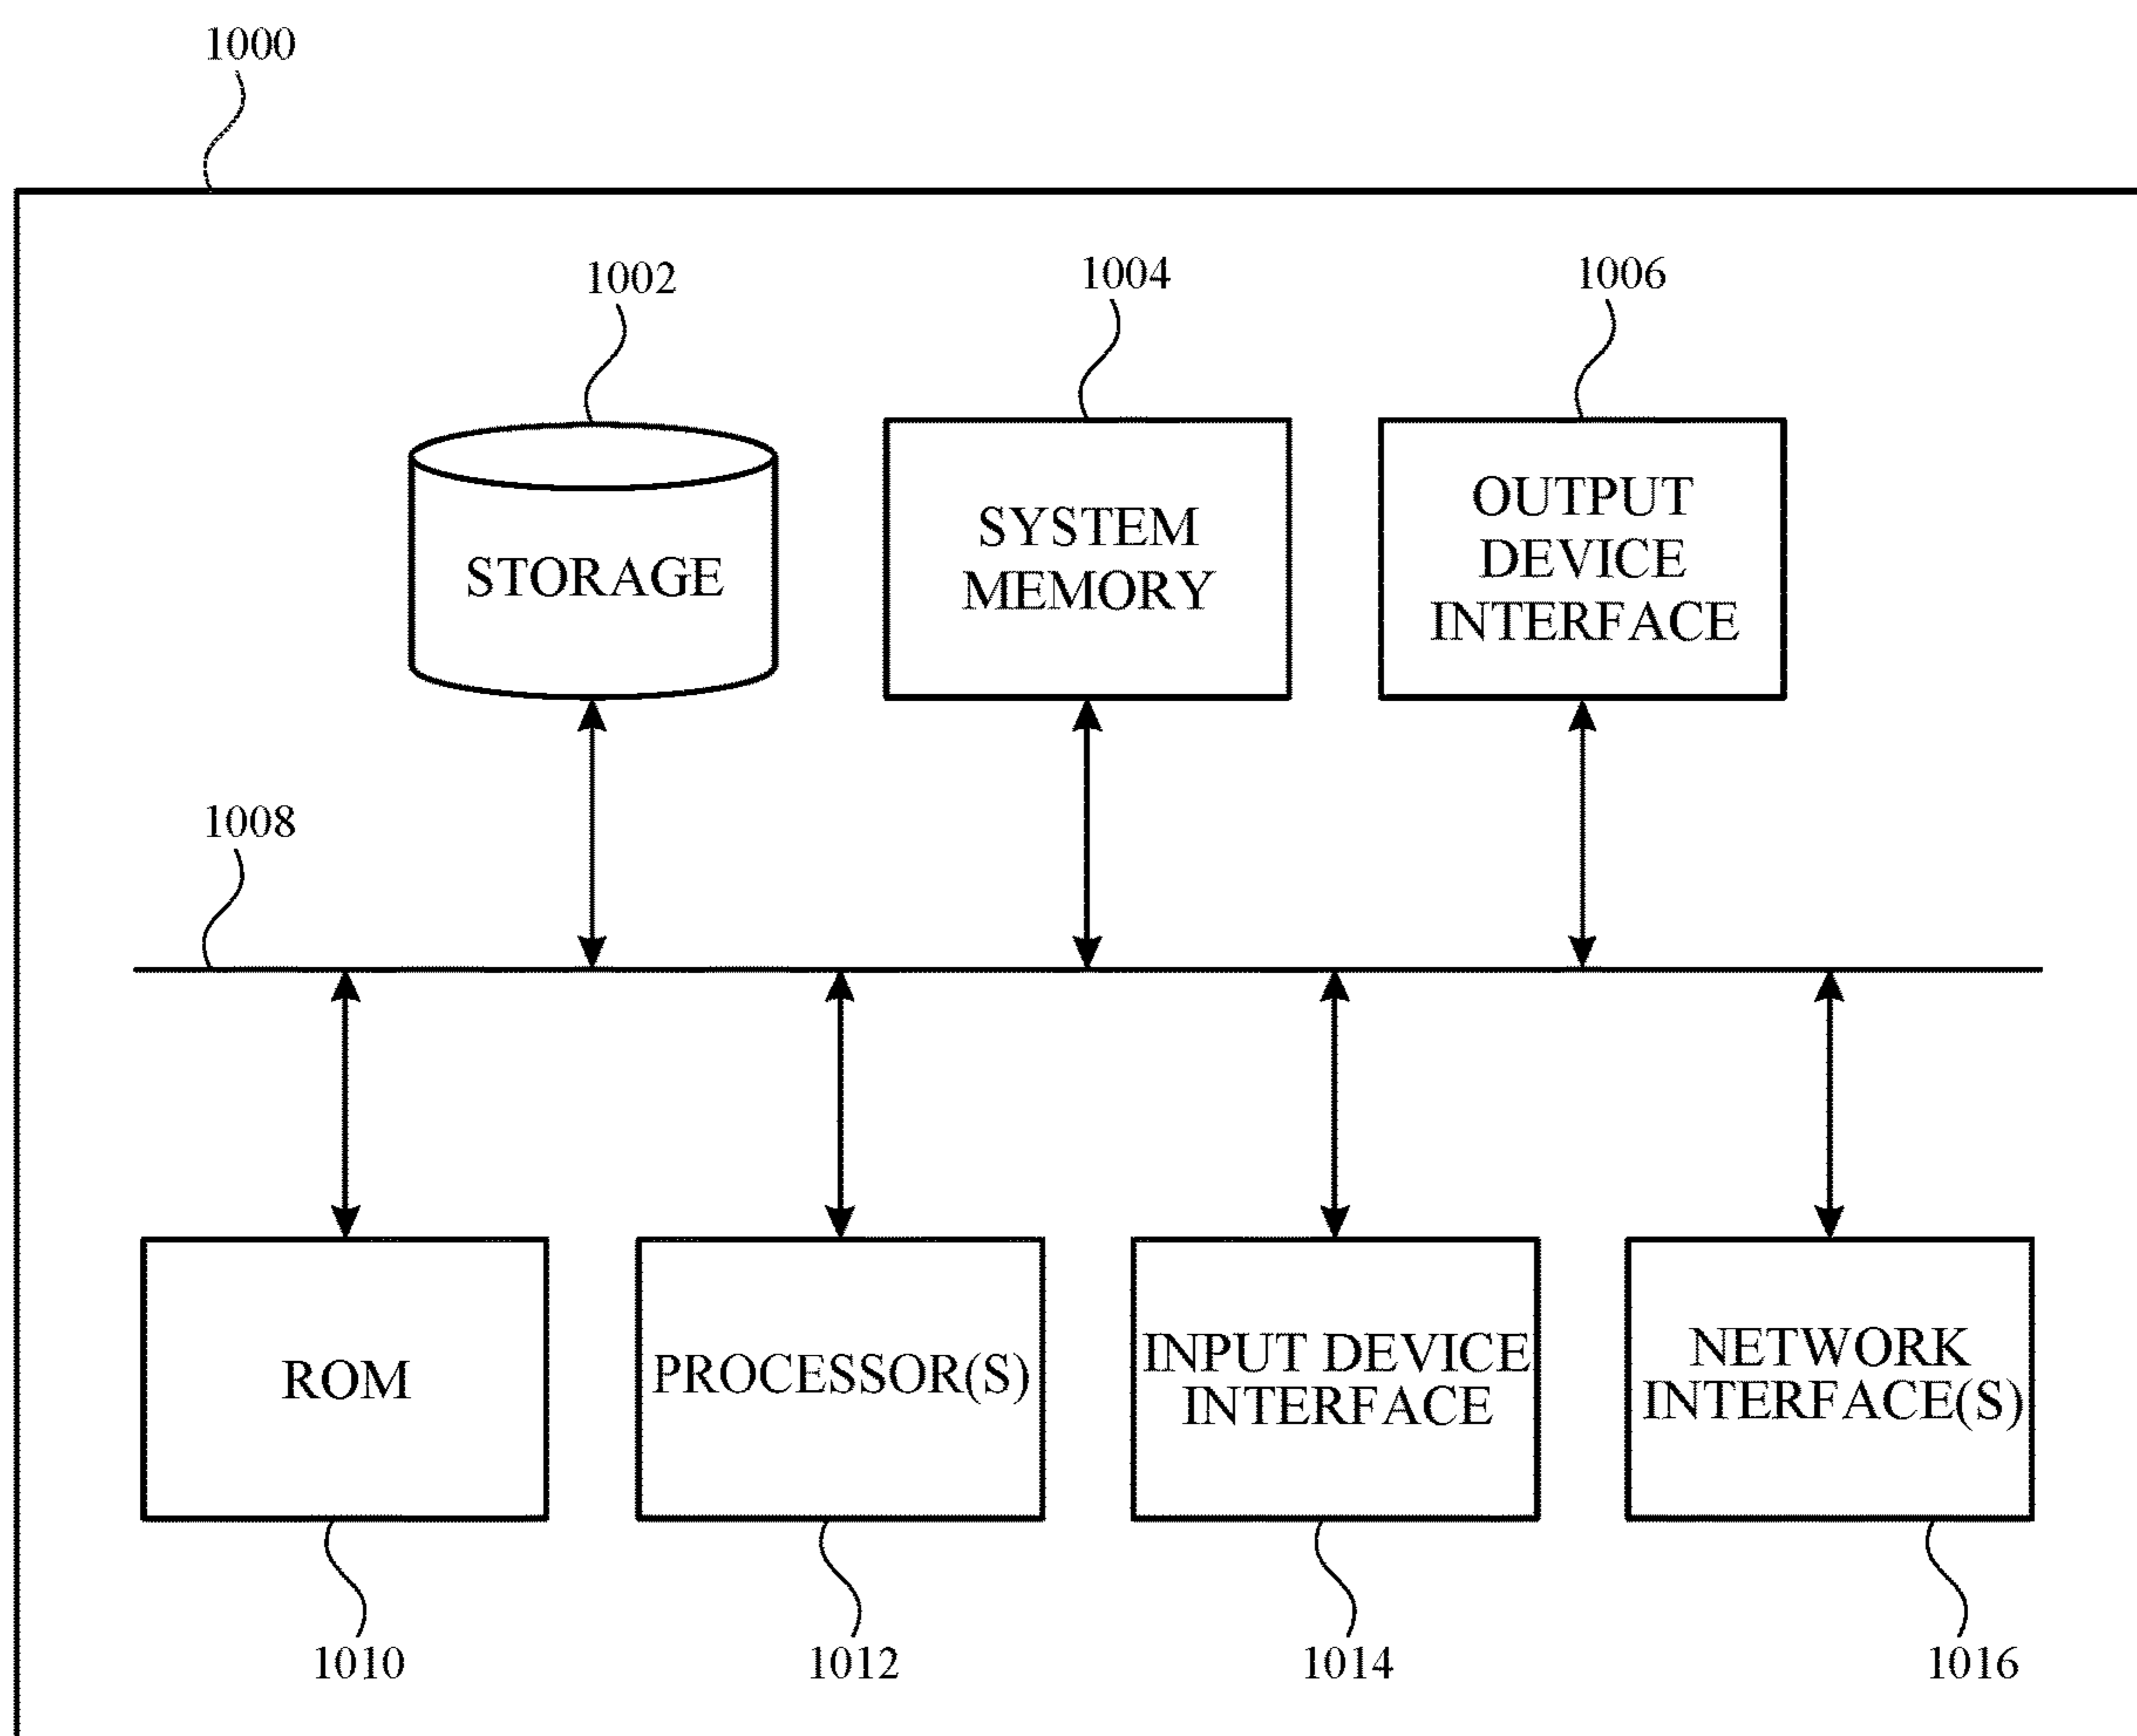 1000
1002
1004
1006
STORAGE
SYSTEM
MEMORY
OUTPUT
DEVICE
INTERFACE
1008
ROM
PROCESSOR(S)
INPUT DEVICE
INTERFACE
NETWORK
INTERFACE(S)
1010
1012
1014
1016